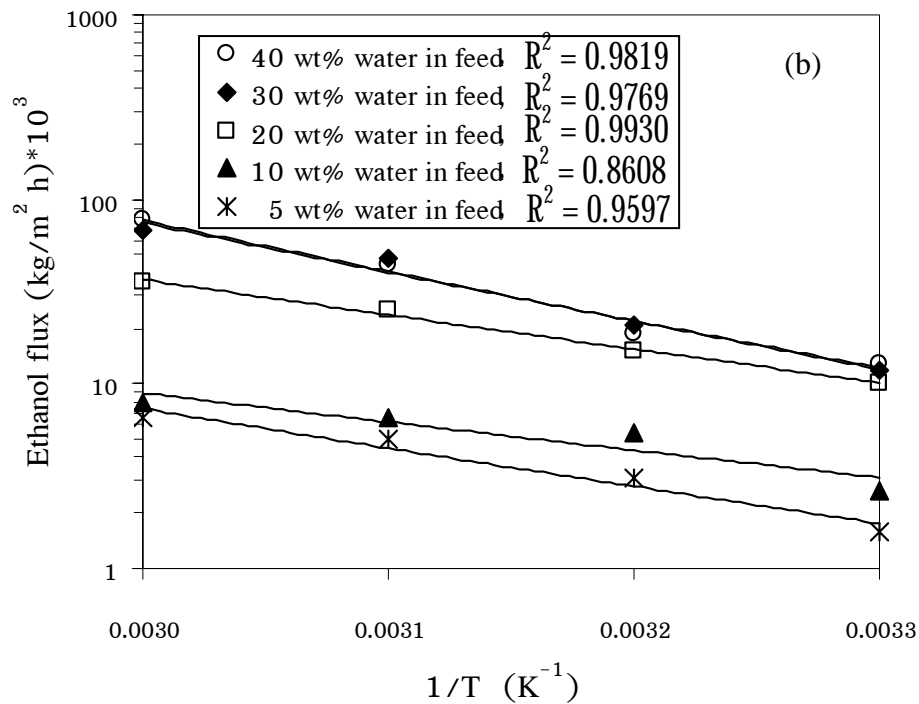 1000
100
10
1
Ethanol flux (kg/m² h)*10³
40 wt% water in feed, R² = 0.9819
30 wt% water in feed, R² = 0.9769
20 wt% water in feed, R² = 0.9930
10 wt% water in feed, R² = 0.8608
5 wt% water in feed, R² = 0.9597
(b)
0.0030 0.0031 0.0032 0.0033
1/T (K⁻¹)